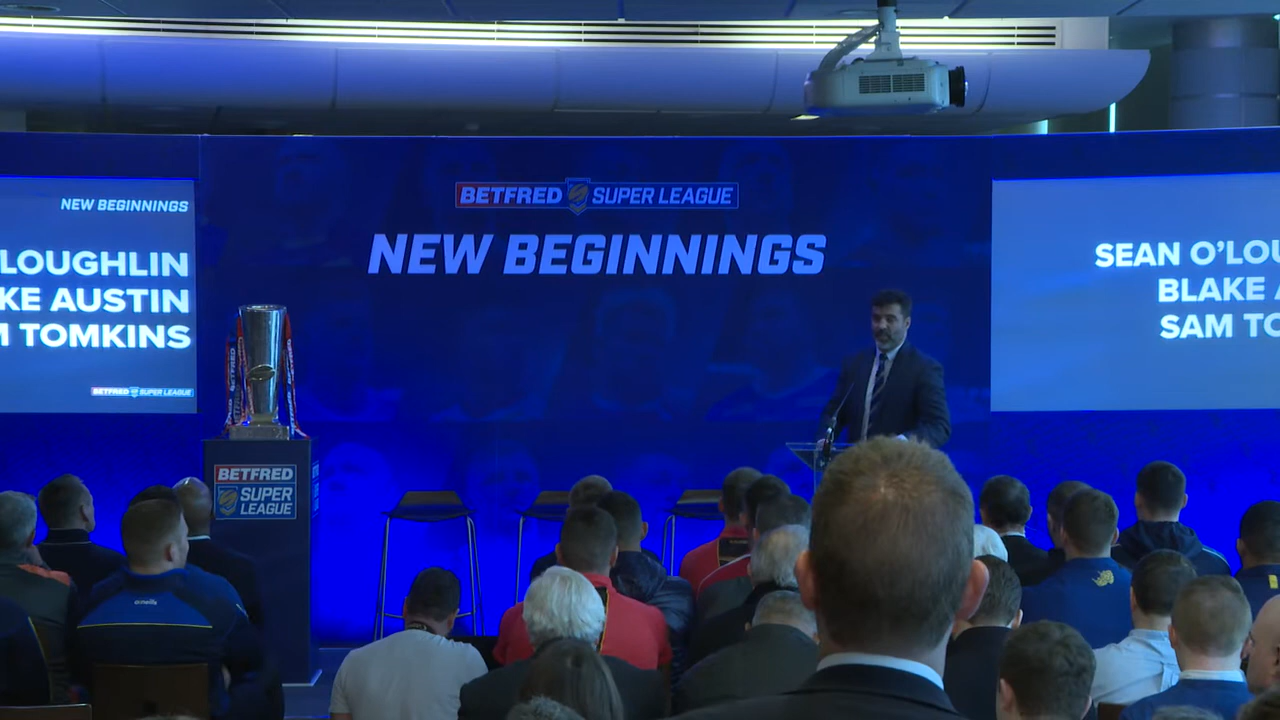 BETFRED SUPER LEAGUE
NEW BEGINNINGS
NEW BEGINNINGS
LOUGHLIN
KE AUSTIN
M TOMKINS
BETFRED SUPER LEAGUE
SEAN O'LOU
BLAKE A
SAM TO
BETFRED
SUPER
LEAGUE
O'Neills